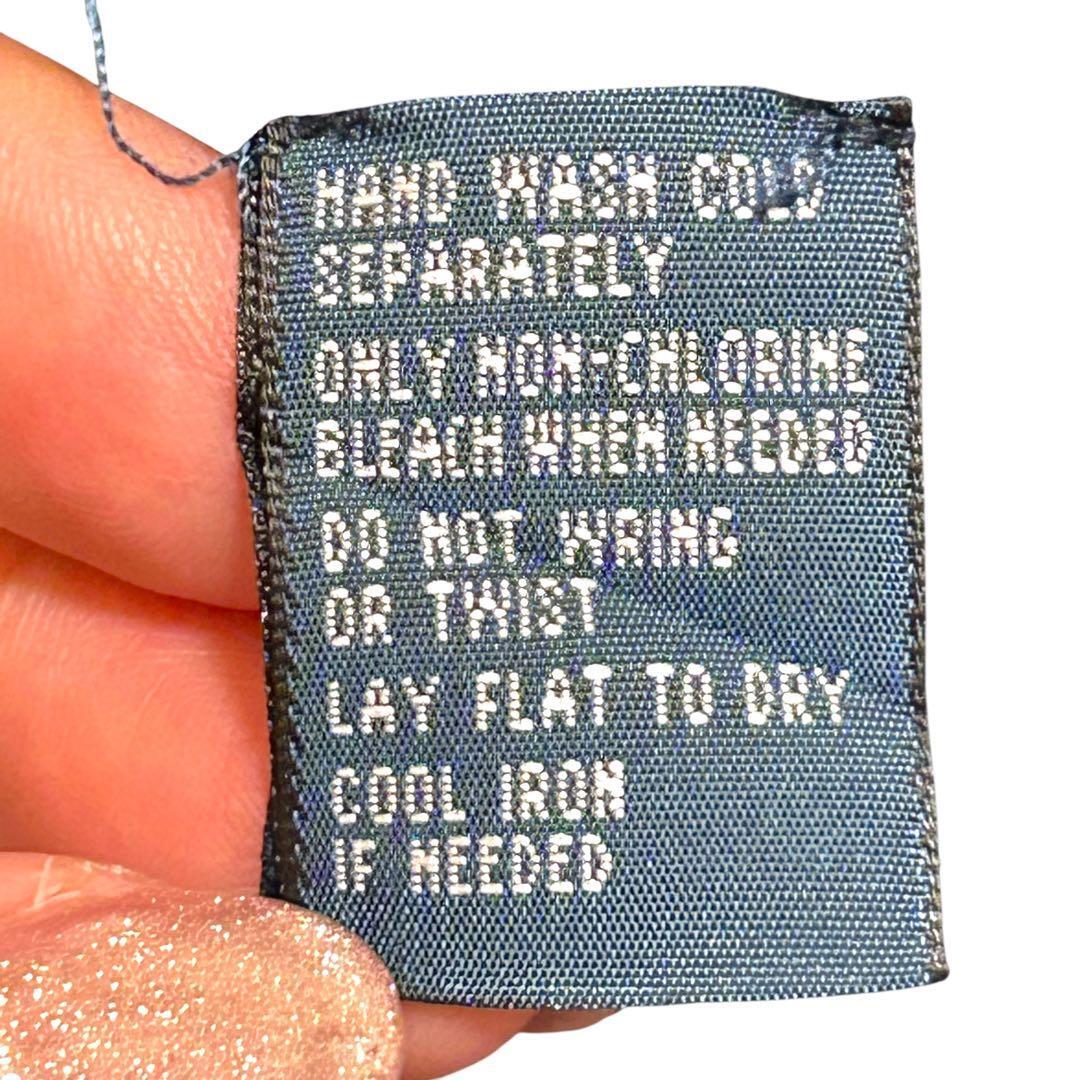 HAND WASH COLD
SEPARATELY
ONLY NON-CHLORINE
BLEACH WHEN NEEDED
DO NOT WRING
OR TWIST
LAY FLAT TO DRY
COOL IRON
IF NEEDED